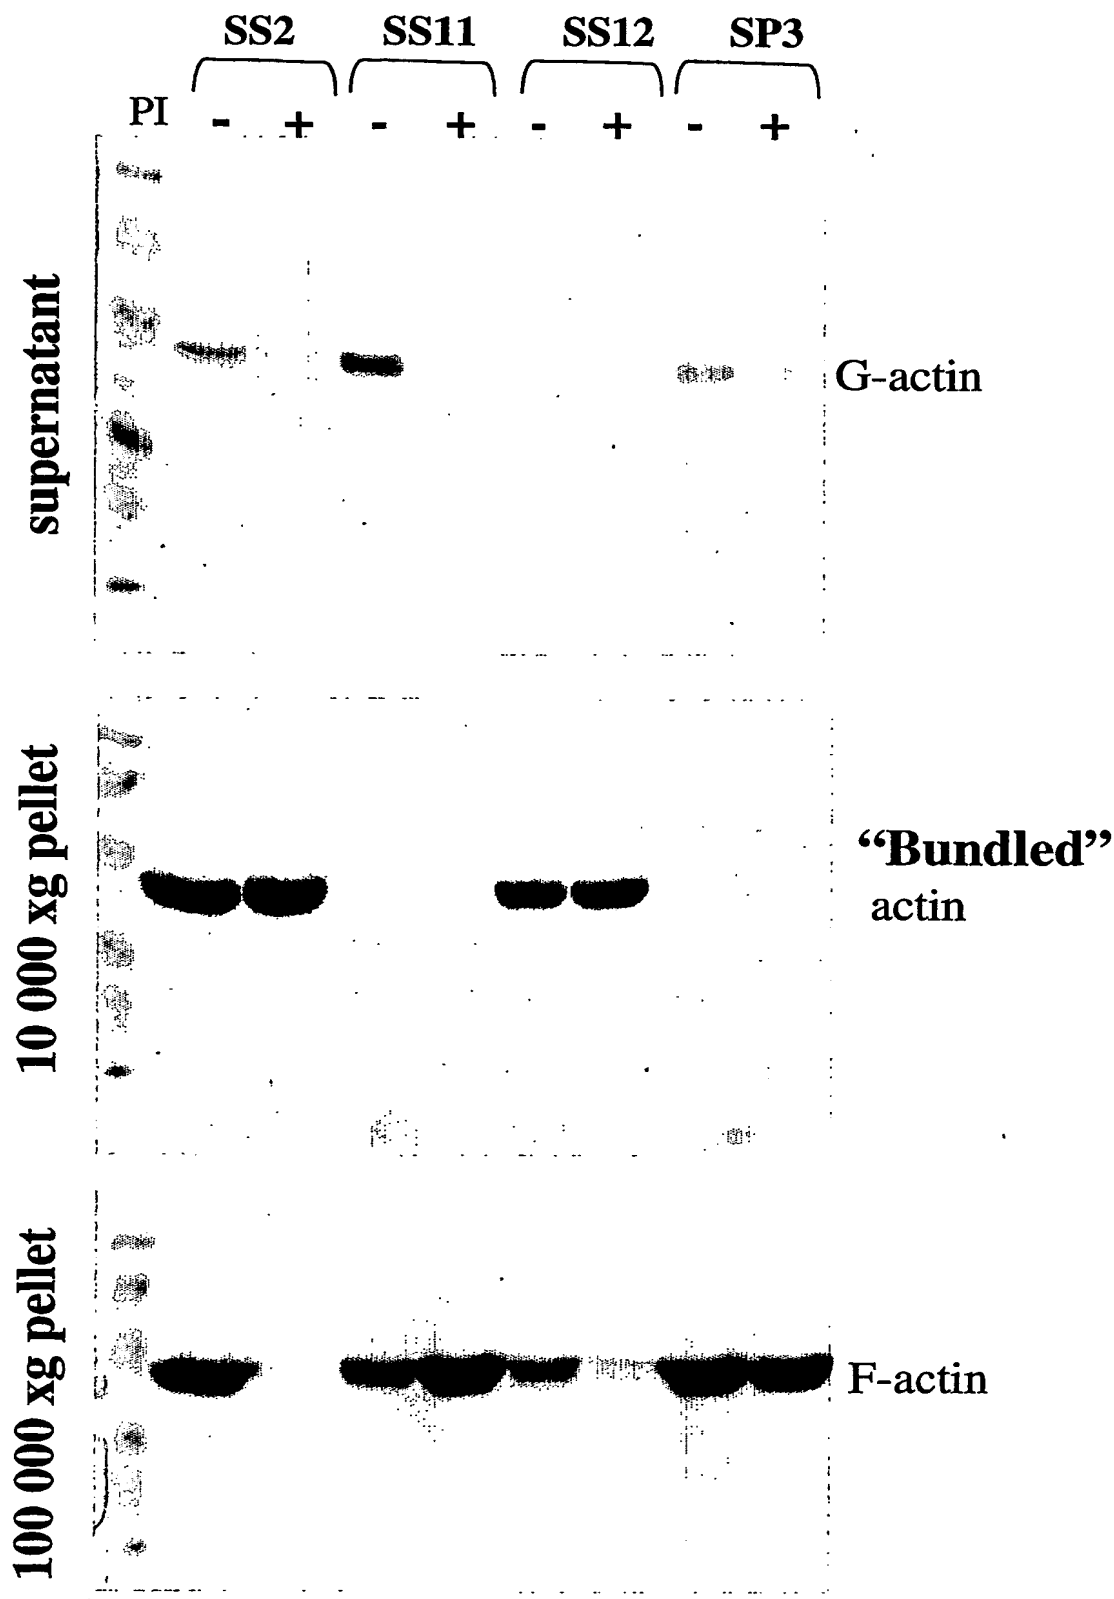 SS2 SS11 SS12 SP3
PI - + - + - + - +
supernatant
G-actin
10 000 xg pellet
“Bundled”
actin
100 000 xg pellet
F-actin